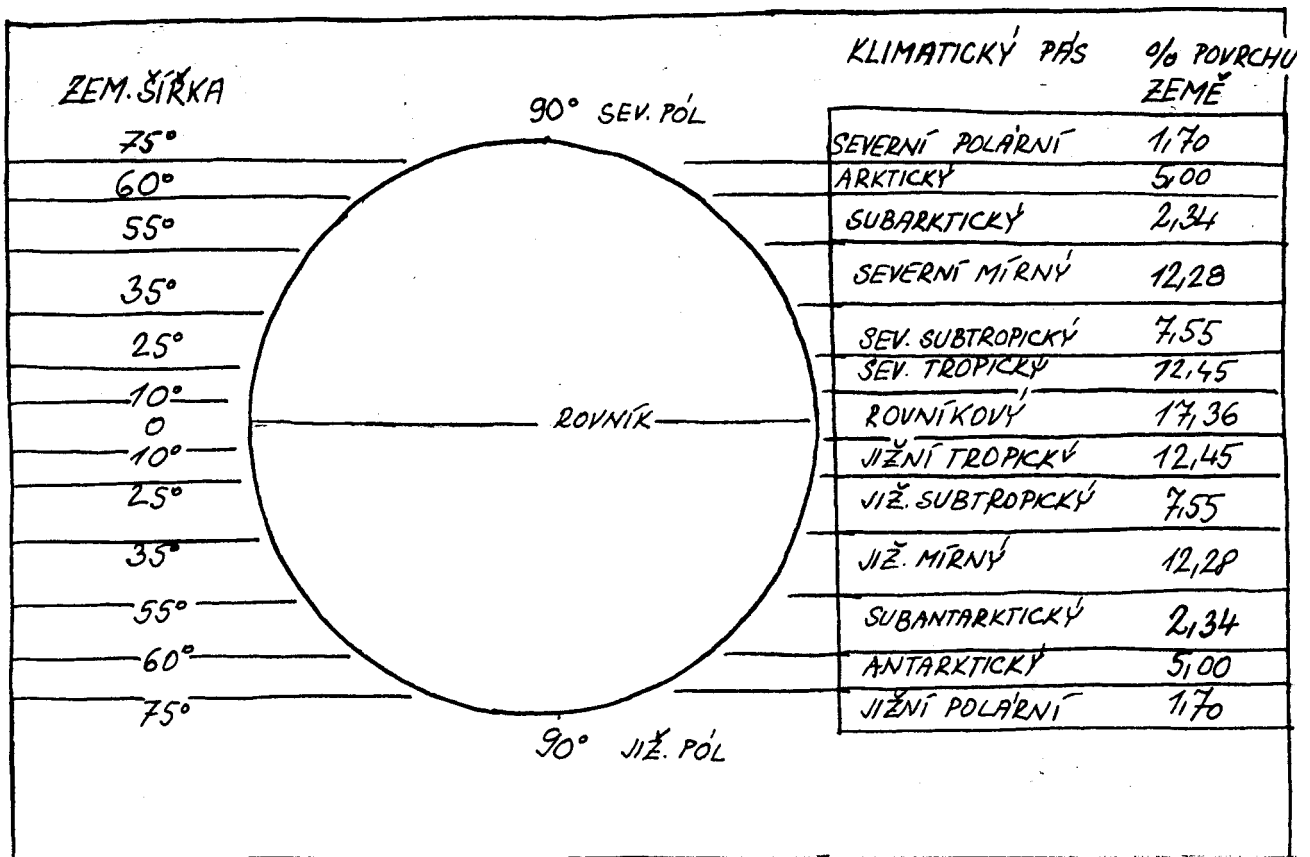 KLIMATICKÝ PÁS % POVRCHU
ZEM. ŠÍŘKA ZEMĚ
90° SEV. PÓL
75° SEVERNÍ POLÁRNÍ 1,70
60° ARKTICKÝ 5,00
55° SUBARKTICKÝ 2,34
35° SEVERNÍ MÍRNÝ 12,28
25° SEV. SUBTROPICKÝ 7,55
SEV. TROPICKÝ 12,45
10°
0 ROVNÍK ROVNÍKOVÝ 17,36
10° JIŽNÍ TROPICKÝ 12,45
25° JIŽ. SUBTROPICKÝ 7,55
35° JIŽ. MÍRNÝ 12,28
55° SUBANTARKTICKÝ 2,34
60° ANTARKTICKÝ 5,00
75° JIŽNÍ POLÁRNÍ 1,70
90° JIŽ. PÓL